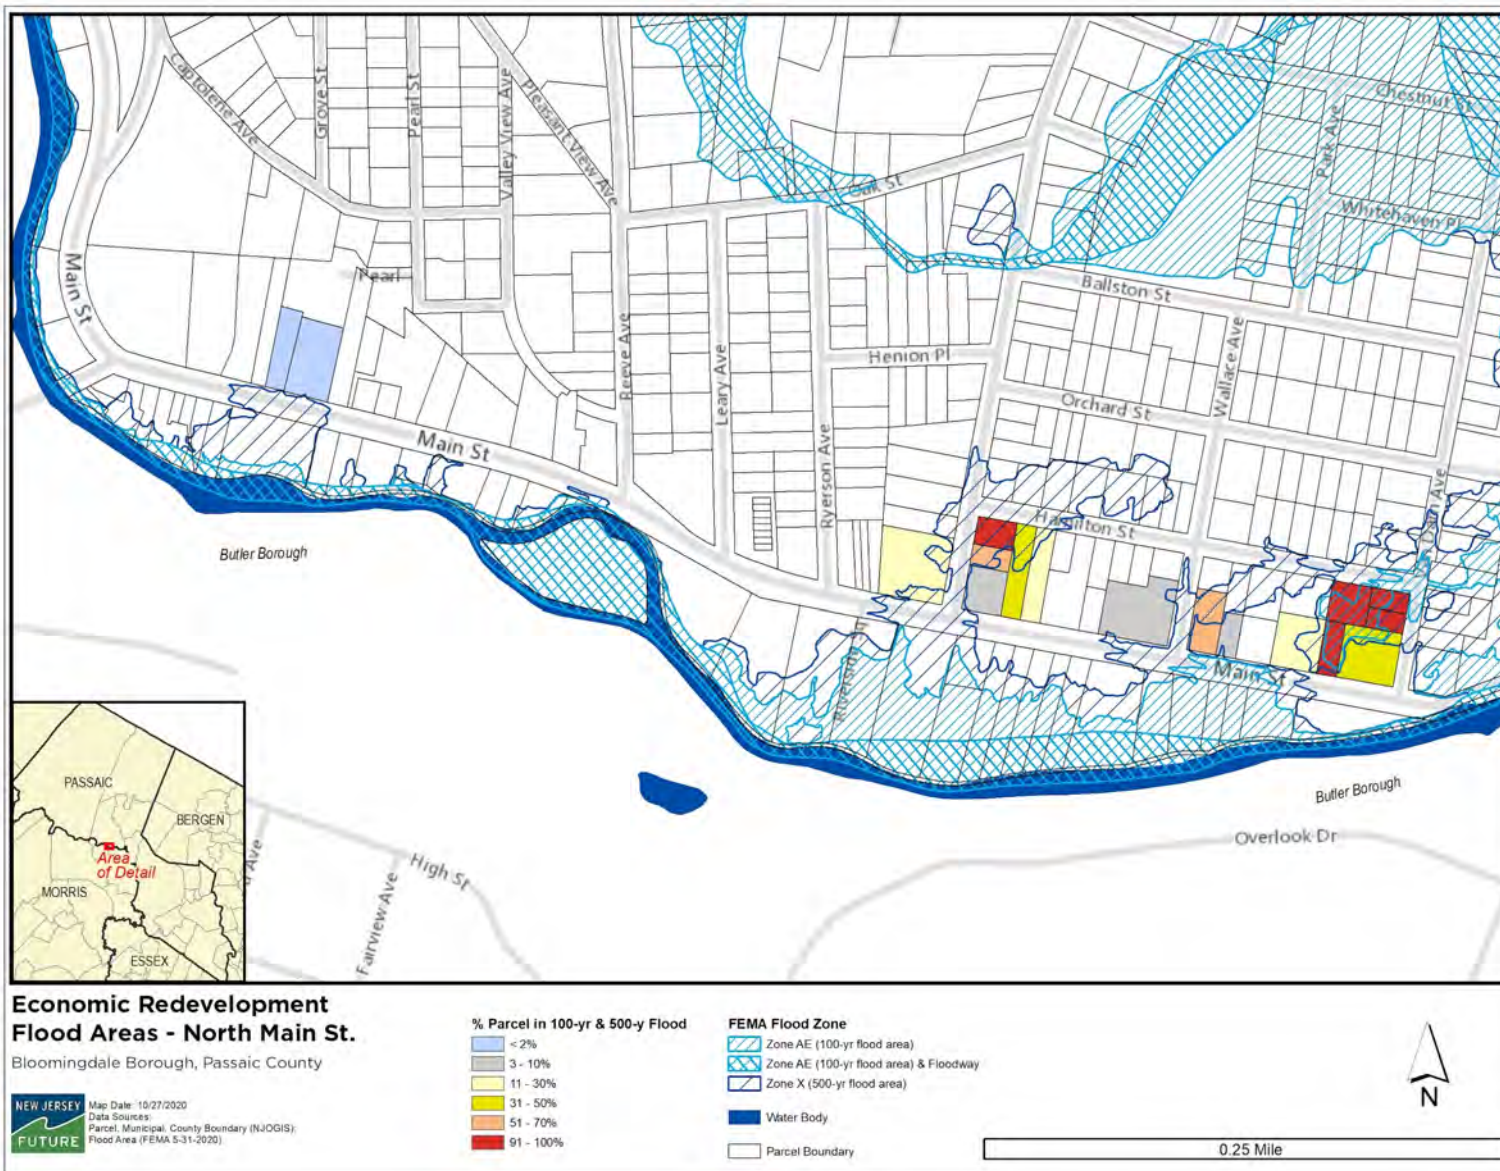 Captolene Ave
Grove St
Pearl St
Valley View Ave
Pleasant View Ave
Oak St
Chestnut St
Park Ave
Whitehaven Pl
Main St
Pearl
Ballston St
Reeve Ave
Leary Ave
Henion Pl
Wallace Ave
Orchard St
Main St
Ryerson Ave
Hamilton St
Dam Ave
Butler Borough
Riverside
Main St
Butler Borough
Overlook Dr
High St
Fairview Ave
Ave
PASSAIC
BERGEN
Area
of Detail
MORRIS
ESSEX
Economic Redevelopment
Flood Areas - North Main St.
Bloomingdale Borough, Passaic County
NEW JERSEY
FUTURE
Map Date: 10/27/2020
Data Sources:
Parcel, Municipal, County Boundary (NJOGIS);
Flood Area (FEMA 5-31-2020)
% Parcel in 100-yr & 500-y Flood
< 2%
3 - 10%
11 - 30%
31 - 50%
51 - 70%
91 - 100%
FEMA Flood Zone
Zone AE (100-yr flood area)
Zone AE (100-yr flood area) & Floodway
Zone X (500-yr flood area)
Water Body
Parcel Boundary
N
0.25 Mile